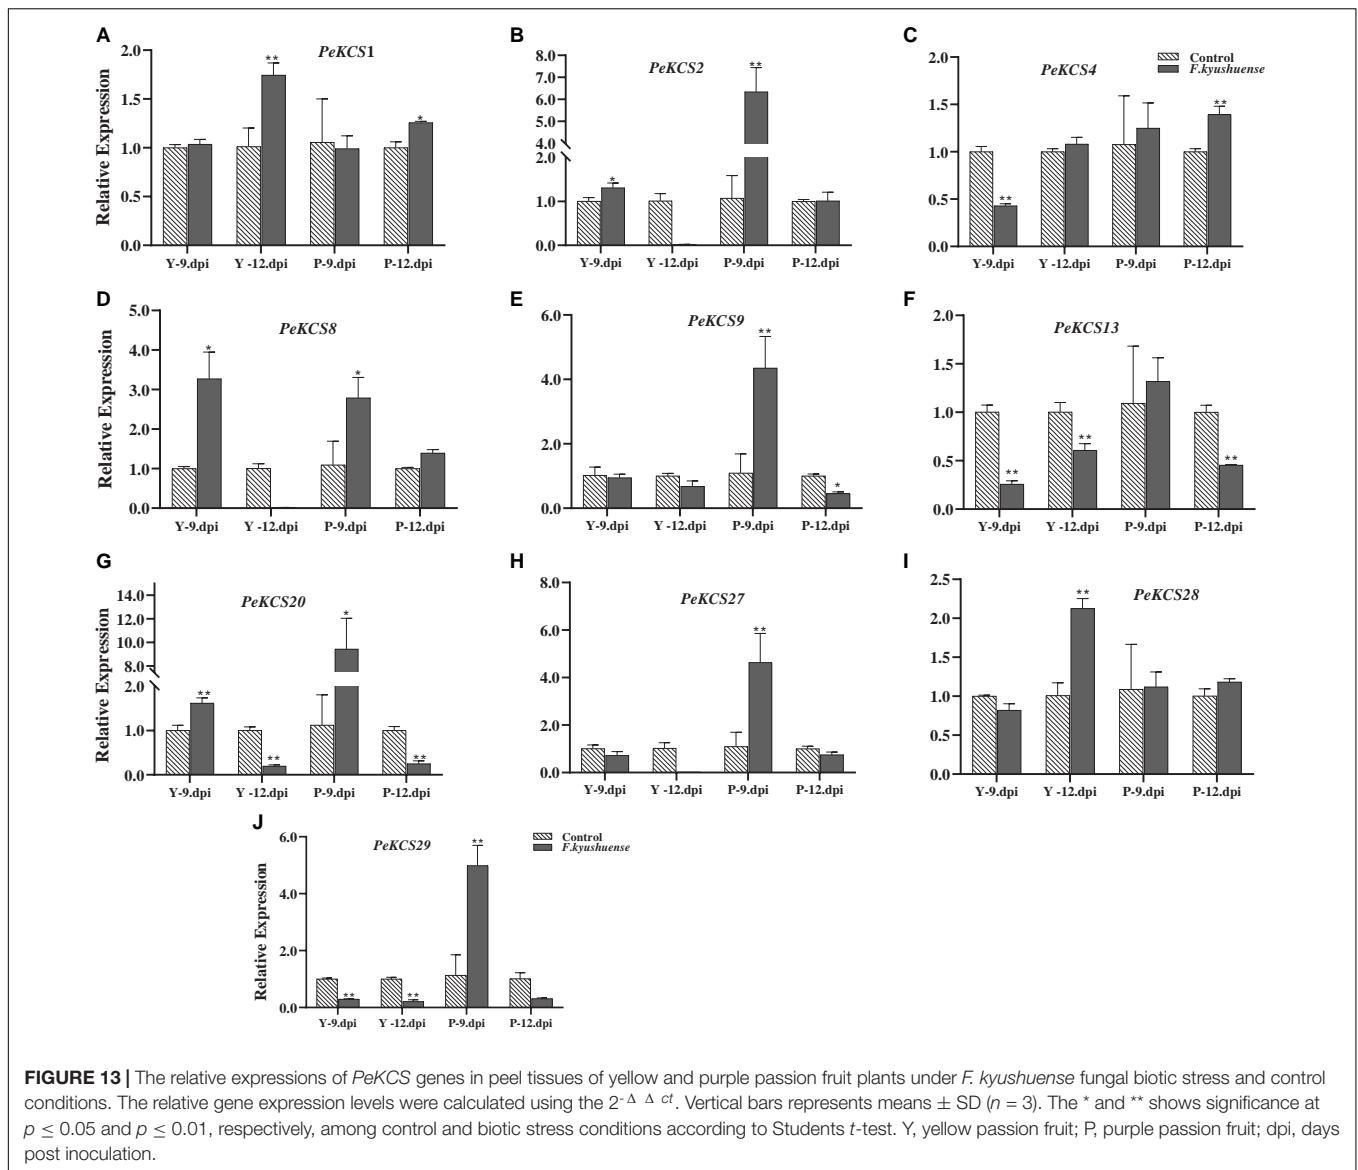 A
B
C
PeKCS1
PeKCS2
PeKCS4
Control
F.kyushuense
Relative Expression
2.0
1.5
1.0
0.5
0.0
**
*
Y-9.dpi Y -12.dpi P-9.dpi P-12.dpi
8.0
7.0
6.0
5.0
4.0
4.0
2.0
1.0
0.0
*
**
Y-9.dpi Y -12.dpi P-9.dpi P-12.dpi
2.0
1.5
1.0
0.5
0.0
**
**
Y-9.dpi Y -12.dpi P-9.dpi P-12.dpi
D
E
F
PeKCS8
PeKCS9
PeKCS13
Relative Expression
5.0
4.0
3.0
2.0
1.0
0.0
*
*
Y-9.dpi Y -12.dpi P-9.dpi P-12.dpi
6.0
4.0
2.0
0.0
**
*
Y-9.dpi Y -12.dpi P-9.dpi P-12.dpi
2.0
1.5
1.0
0.5
0.0
**
**
**
Y-9.dpi Y -12.dpi P-9.dpi P-12.dpi
G
H
I
PeKCS20
PeKCS27
PeKCS28
Relative Expression
14.0
12.0
10.0
8.0
2.0
1.0
0.0
**
**
*
**
Y-9.dpi Y -12.dpi P-9.dpi P-12.dpi
8.0
6.0
4.0
2.0
0.0
**
Y-9.dpi Y -12.dpi P-9.dpi P-12.dpi
2.5
2.0
1.5
1.0
0.5
0.0
**
Y-9.dpi Y -12.dpi P-9.dpi P-12.dpi
J
PeKCS29
Control
F.kyushuense
Relative Expression
6.0
4.0
2.0
0.0
**
**
**
Y-9.dpi Y -12.dpi P-9.dpi P-12.dpi
FIGURE 13 | The relative expressions of PeKCS genes in peel tissues of yellow and purple passion fruit plants under F. kyushuense fungal biotic stress and control
conditions. The relative gene expression levels were calculated using the 2-Δ Δ ct. Vertical bars represents means ± SD (n = 3). The * and ** shows significance at
p ≤ 0.05 and p ≤ 0.01, respectively, among control and biotic stress conditions according to Students t-test. Y, yellow passion fruit; P, purple passion fruit; dpi, days
post inoculation.